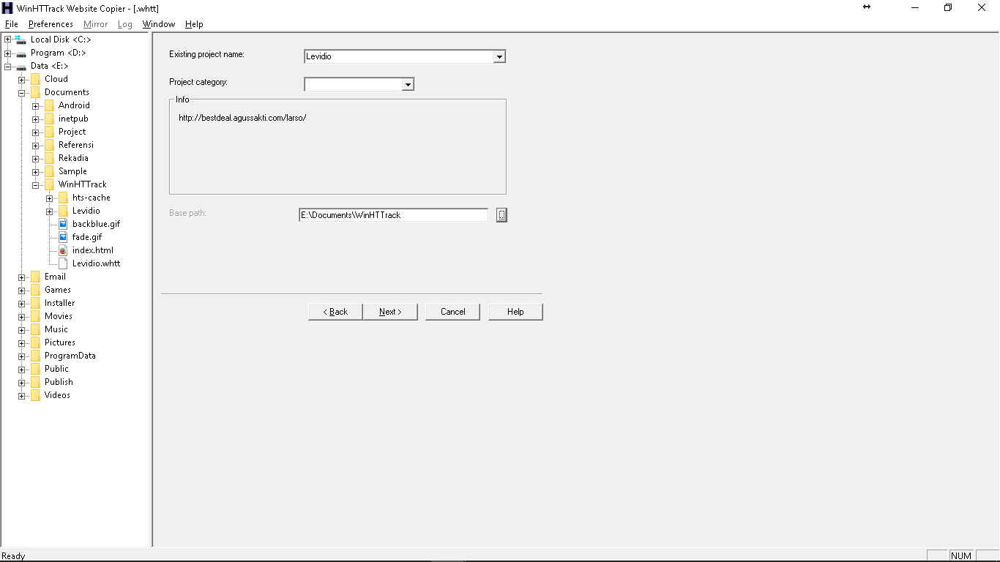 WinHTTrack Website Copier - [.whtt]
File Preferences Mirror Log Window Help
Local Disk <C:>
Program <D:>
Data <E:>
Cloud
Documents
Android
inetpub
Project
Referensi
Rekadia
Sample
WinHTTrack
hts-cache
Levidio
backblue.gif
fade.gif
index.html
Levidio.whtt
Email
Games
Installer
Movies
Music
Pictures
ProgramData
Public
Publish
Videos
Existing project name: Levidio
Project category:
Info
http://bestdeal.agussakti.com/larso/
Base path: E:\Documents\WinHTTrack
< Back Next > Cancel Help
Ready NUM